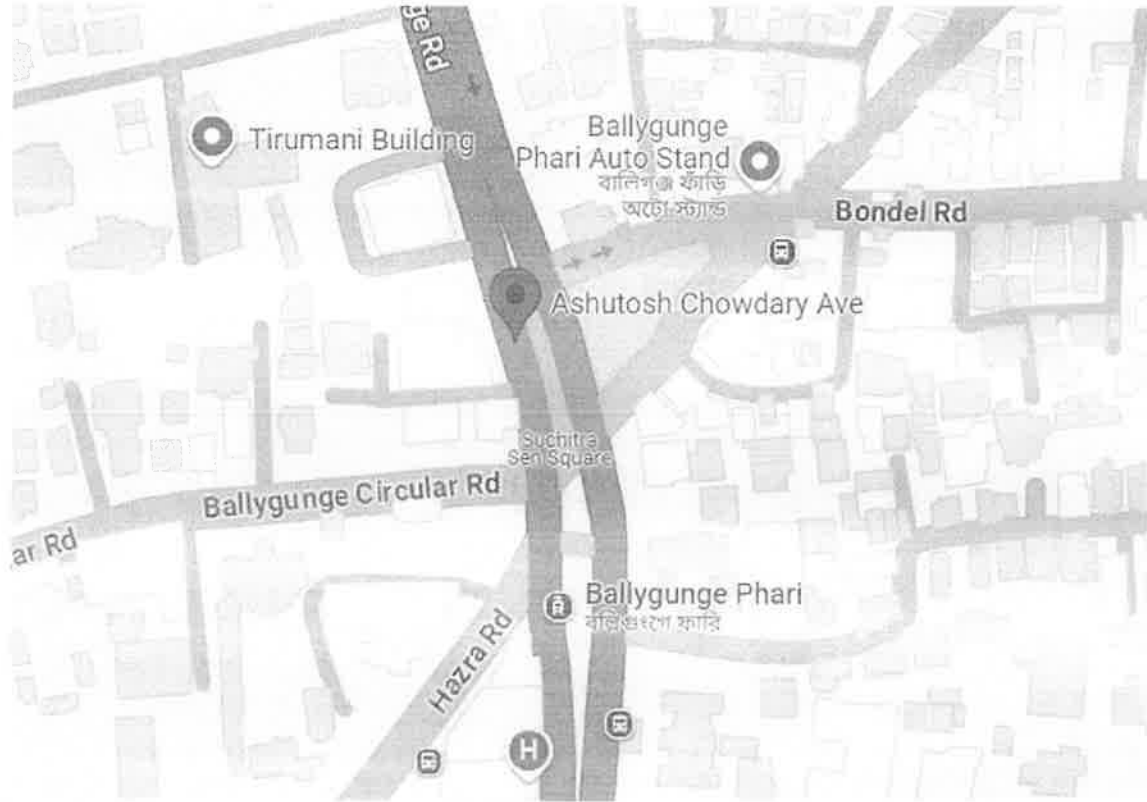 ge Rd
Tirumani Building
Ballygunge
Phari Auto Stand
বালিগঞ্জ ফাঁড়ি
অটো স্ট্যান্ড
Bondel Rd
Ashutosh Chowdary Ave
Suchitra
Sen Square
Ballygunge Circular Rd
ar Rd
Ballygunge Phari
ফারি
Hazra Rd
H